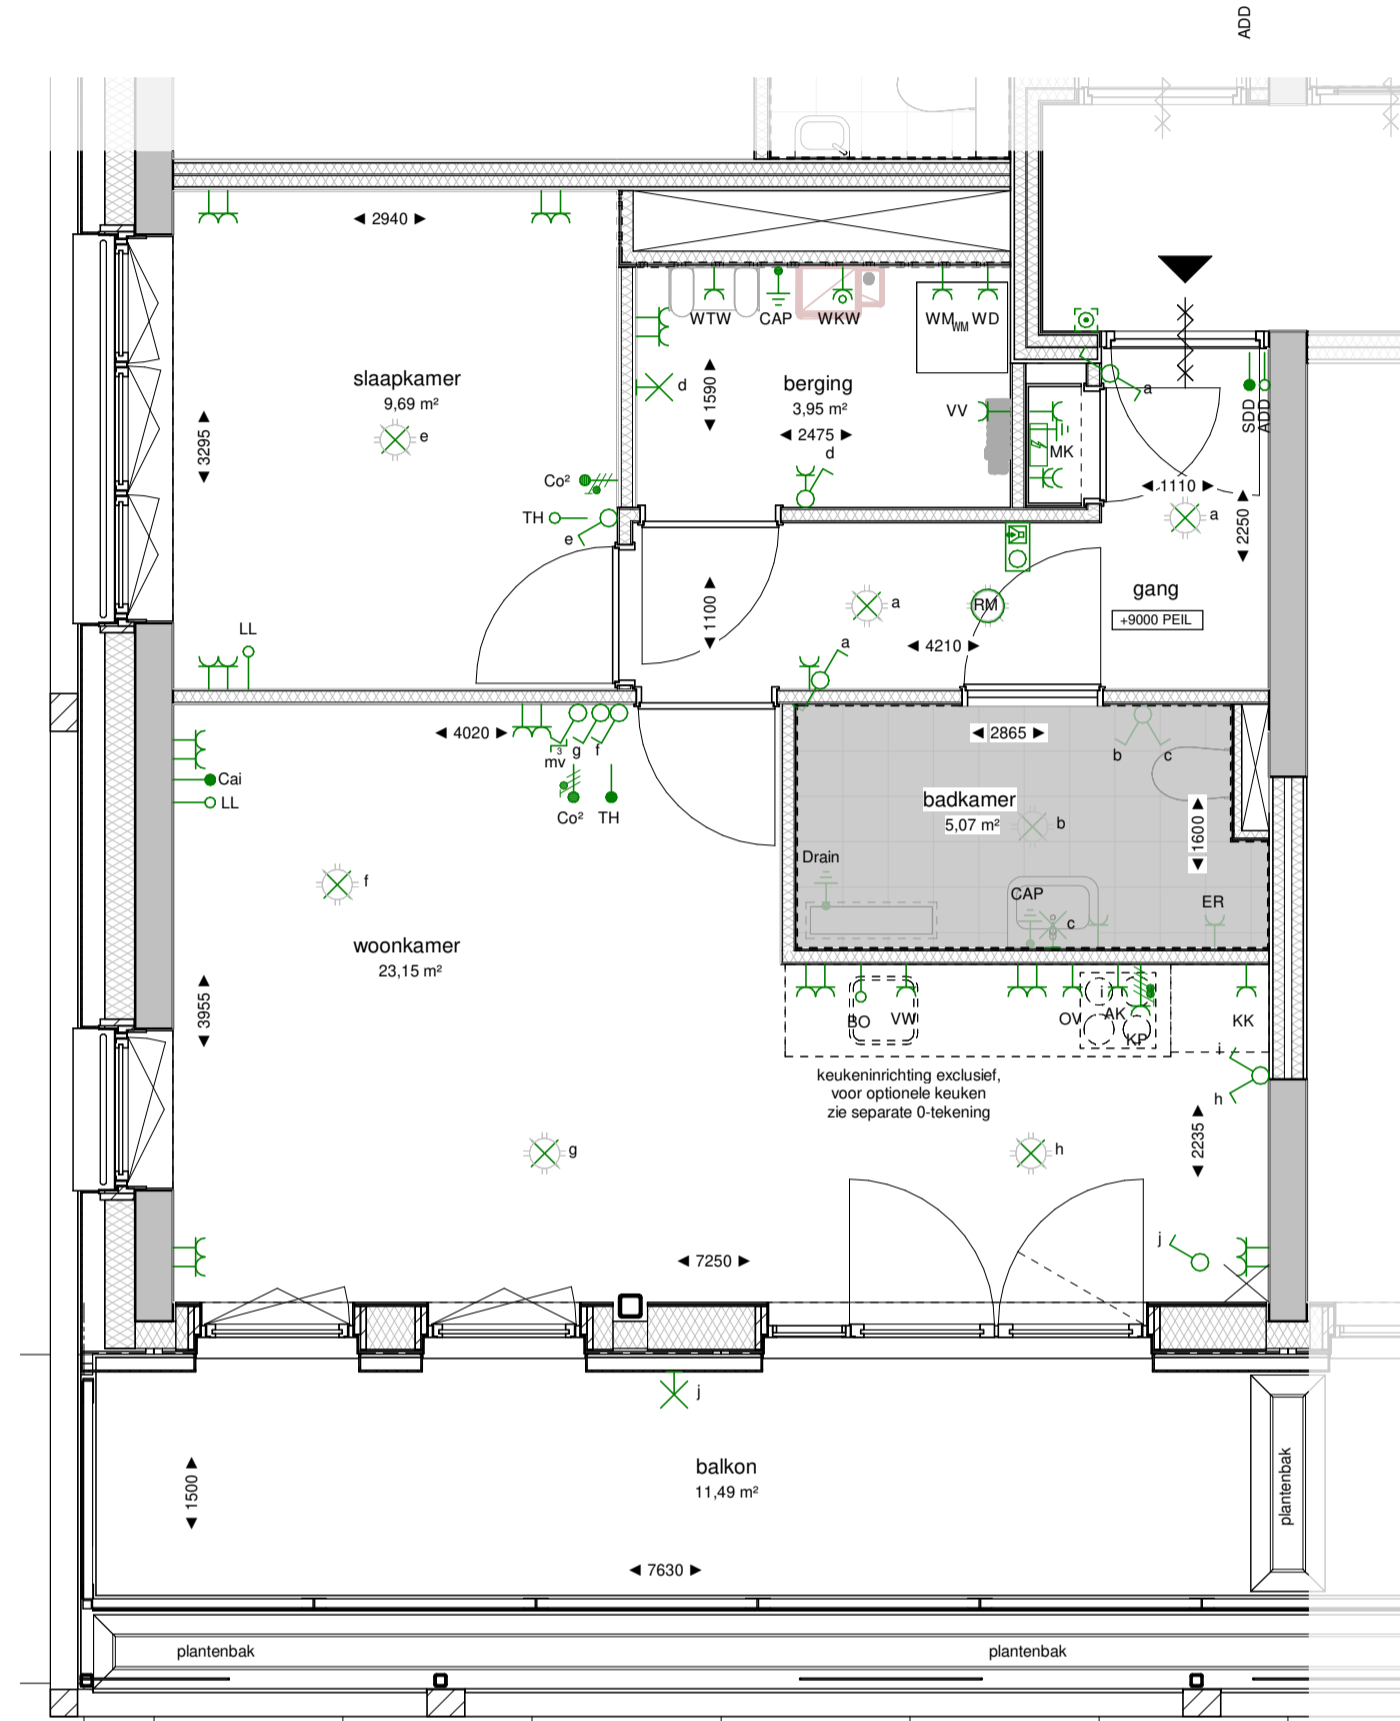 ADD
◄ 2940 ►
WTW
CAP
WKW
WM
WM
WD
slaapkamer
9,69 m²
e
◄ 3295 ►
d
◄ 1590 ►
berging
3,95 m²
◄ 2475 ►
d
VV
MK
a
SDD
ADD
◄ 1110 ►
a
◄ 2250 ►
Co²
TH
e
◄ 1100 ►
a
RM
gang
+9000 PEIL
◄ 4210 ►
a
LL
◄ 4020 ►
mv
3
g
f
Cai
LL
Co²
TH
◄ 2865 ►
b
c
badkamer
5,07 m²
b
◄ 1600 ►
Drain
CAP
c
ER
f
woonkamer
23,15 m²
◄ 3955 ►
BO
VW
OV
i
AK
KP
KK
i
h
keukeninrichting exclusief,
voor optionele keuken
zie separate 0-tekening
◄ 2235 ►
g
h
j
◄ 7250 ►
j
balkon
11,49 m²
◄ 1500 ►
plantenbak
◄ 7630 ►
plantenbak
plantenbak